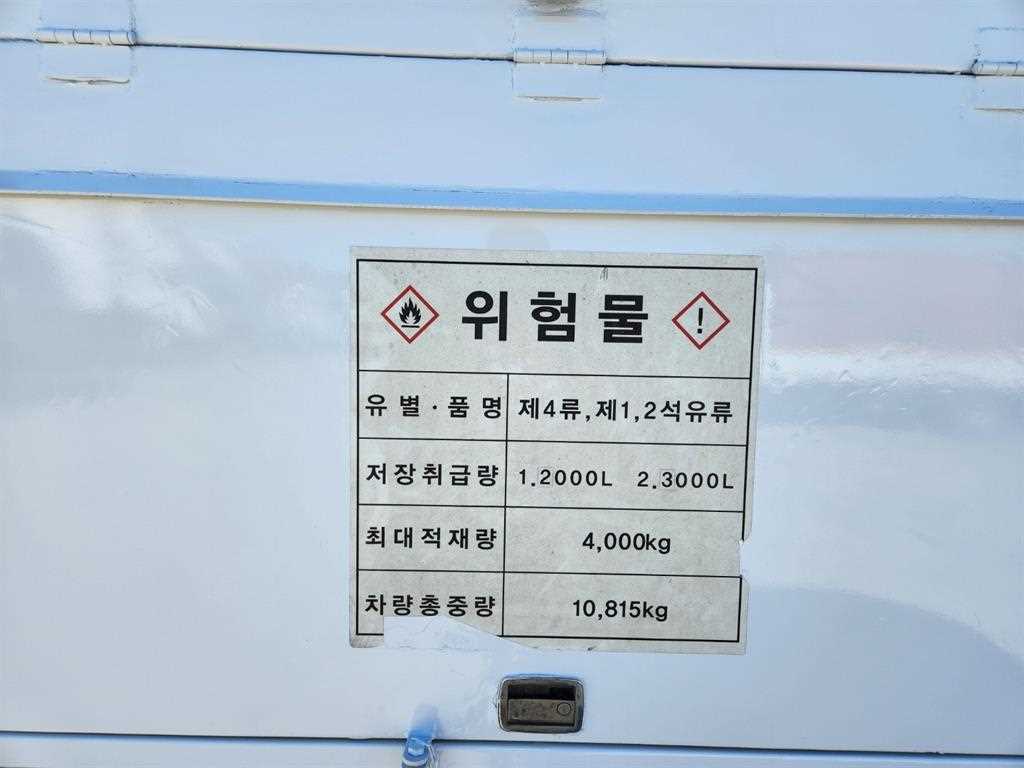 위험물
유별·품명 제4류,제1,2석유류
저장취급량 1.2000L 2.3000L
최대적재량 4,000kg
차량총중량 10,815kg